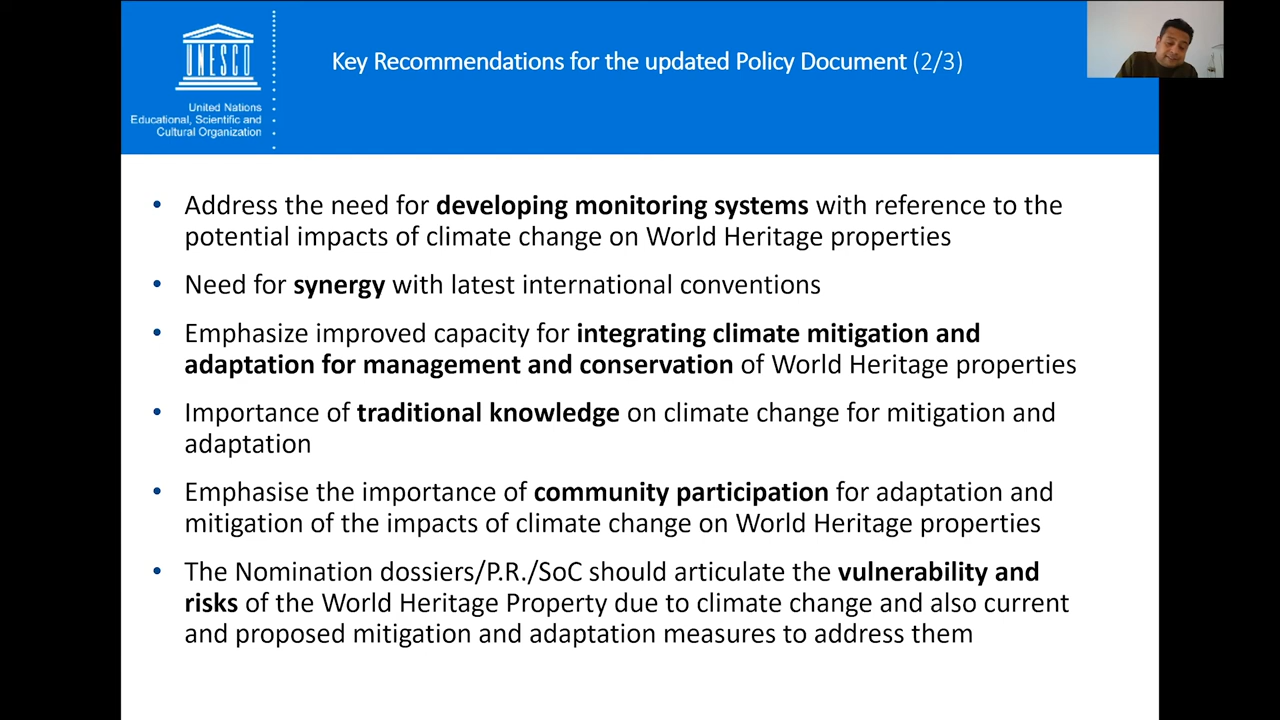 UNESCO
United Nations
Educational, Scientific and
Cultural Organization
Key Recommendations for the updated Policy Document (2/3)
• Address the need for developing monitoring systems with reference to the
potential impacts of climate change on World Heritage properties
• Need for synergy with latest international conventions
• Emphasize improved capacity for integrating climate mitigation and
adaptation for management and conservation of World Heritage properties
• Importance of traditional knowledge on climate change for mitigation and
adaptation
• Emphasise the importance of community participation for adaptation and
mitigation of the impacts of climate change on World Heritage properties
• The Nomination dossiers/P.R./SoC should articulate the vulnerability and
risks of the World Heritage Property due to climate change and also current
and proposed mitigation and adaptation measures to address them